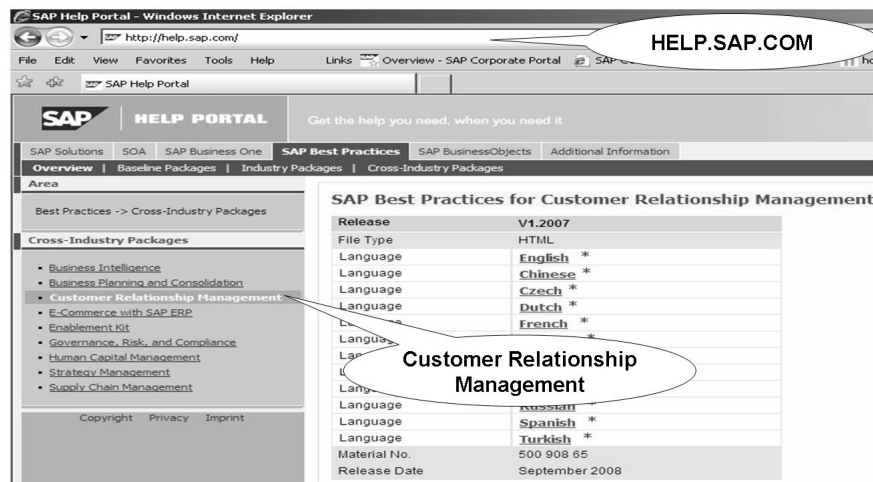 SAP Help Portal - Windows Internet Explorer
http://help.sap.com/
HELP.SAP.COM
File Edit View Favorites Tools Help Links Overview - SAP Corporate Portal SAP
SAP Help Portal
SAP HELP PORTAL Get the help you need, when you need it
SAP Solutions SOA SAP Business One SAP Best Practices SAP BusinessObjects Additional Information
Overview | Baseline Packages | Industry Packages | Cross-Industry Packages
Area
Best Practices -> Cross-Industry Packages
Cross-Industry Packages
Business Intelligence
Business Planning and Consolidation
Customer Relationship Management
E-Commerce with SAP ERP
Enablement Kit
Governance, Risk, and Compliance
Human Capital Management
Strategy Management
Supply Chain Management
Copyright Privacy Imprint
SAP Best Practices for Customer Relationship Management
Release V1.2007
File Type HTML
Language English *
Language Chinese *
Language Czech *
Language Dutch *
French *
Customer Relationship
Management
Language Russian *
Language Spanish *
Language Turkish *
Material No. 500 908 65
Release Date September 2008